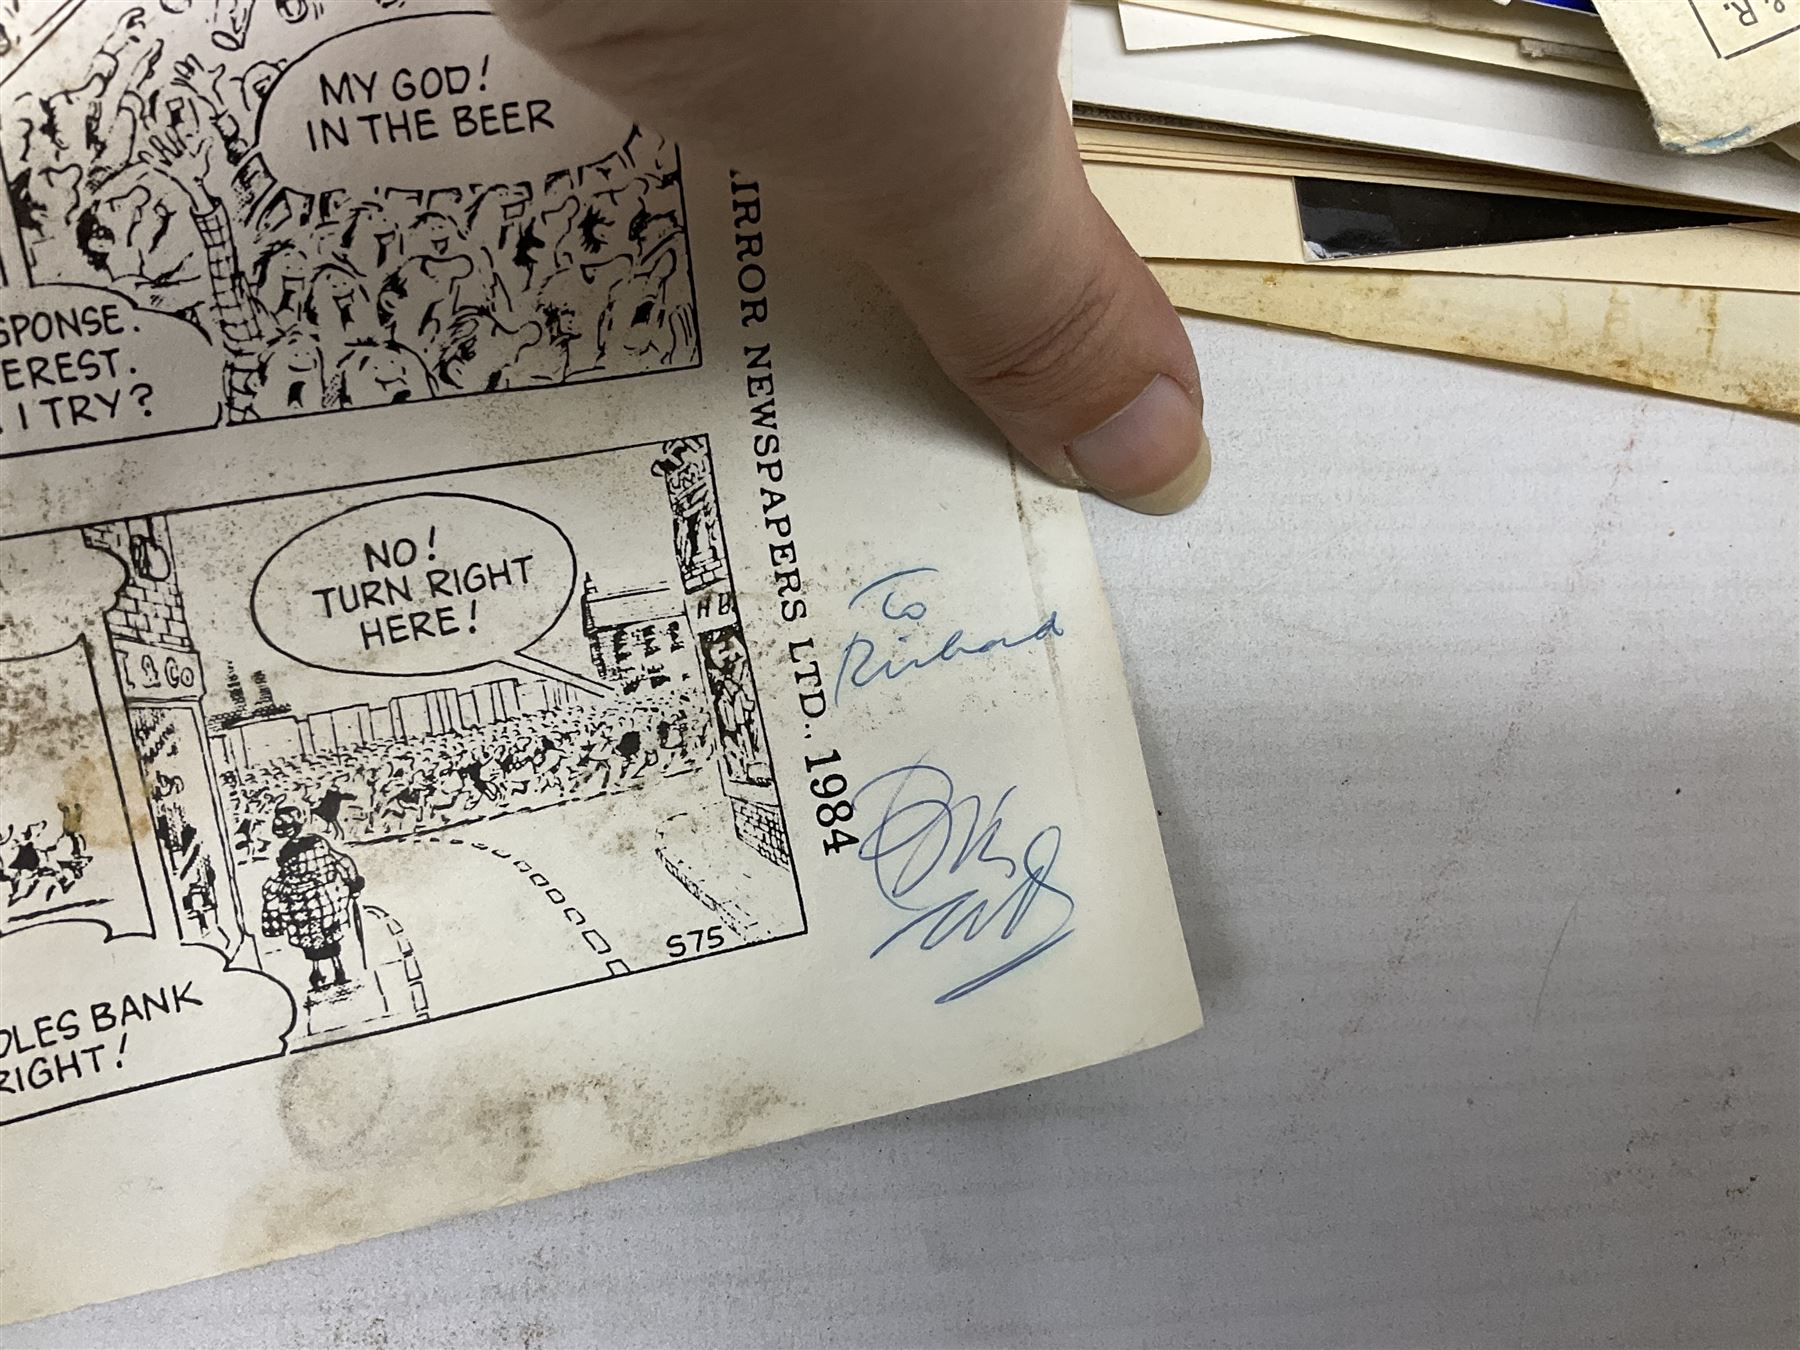 MY GOD!
IN THE BEER
SPONSE.
EREST.
I TRY?
NO!
TURN RIGHT
HERE!
DLES BANK
RIGHT!
S75
IRROR NEWSPAPERS LTD., 1984
To
Richard
& R.